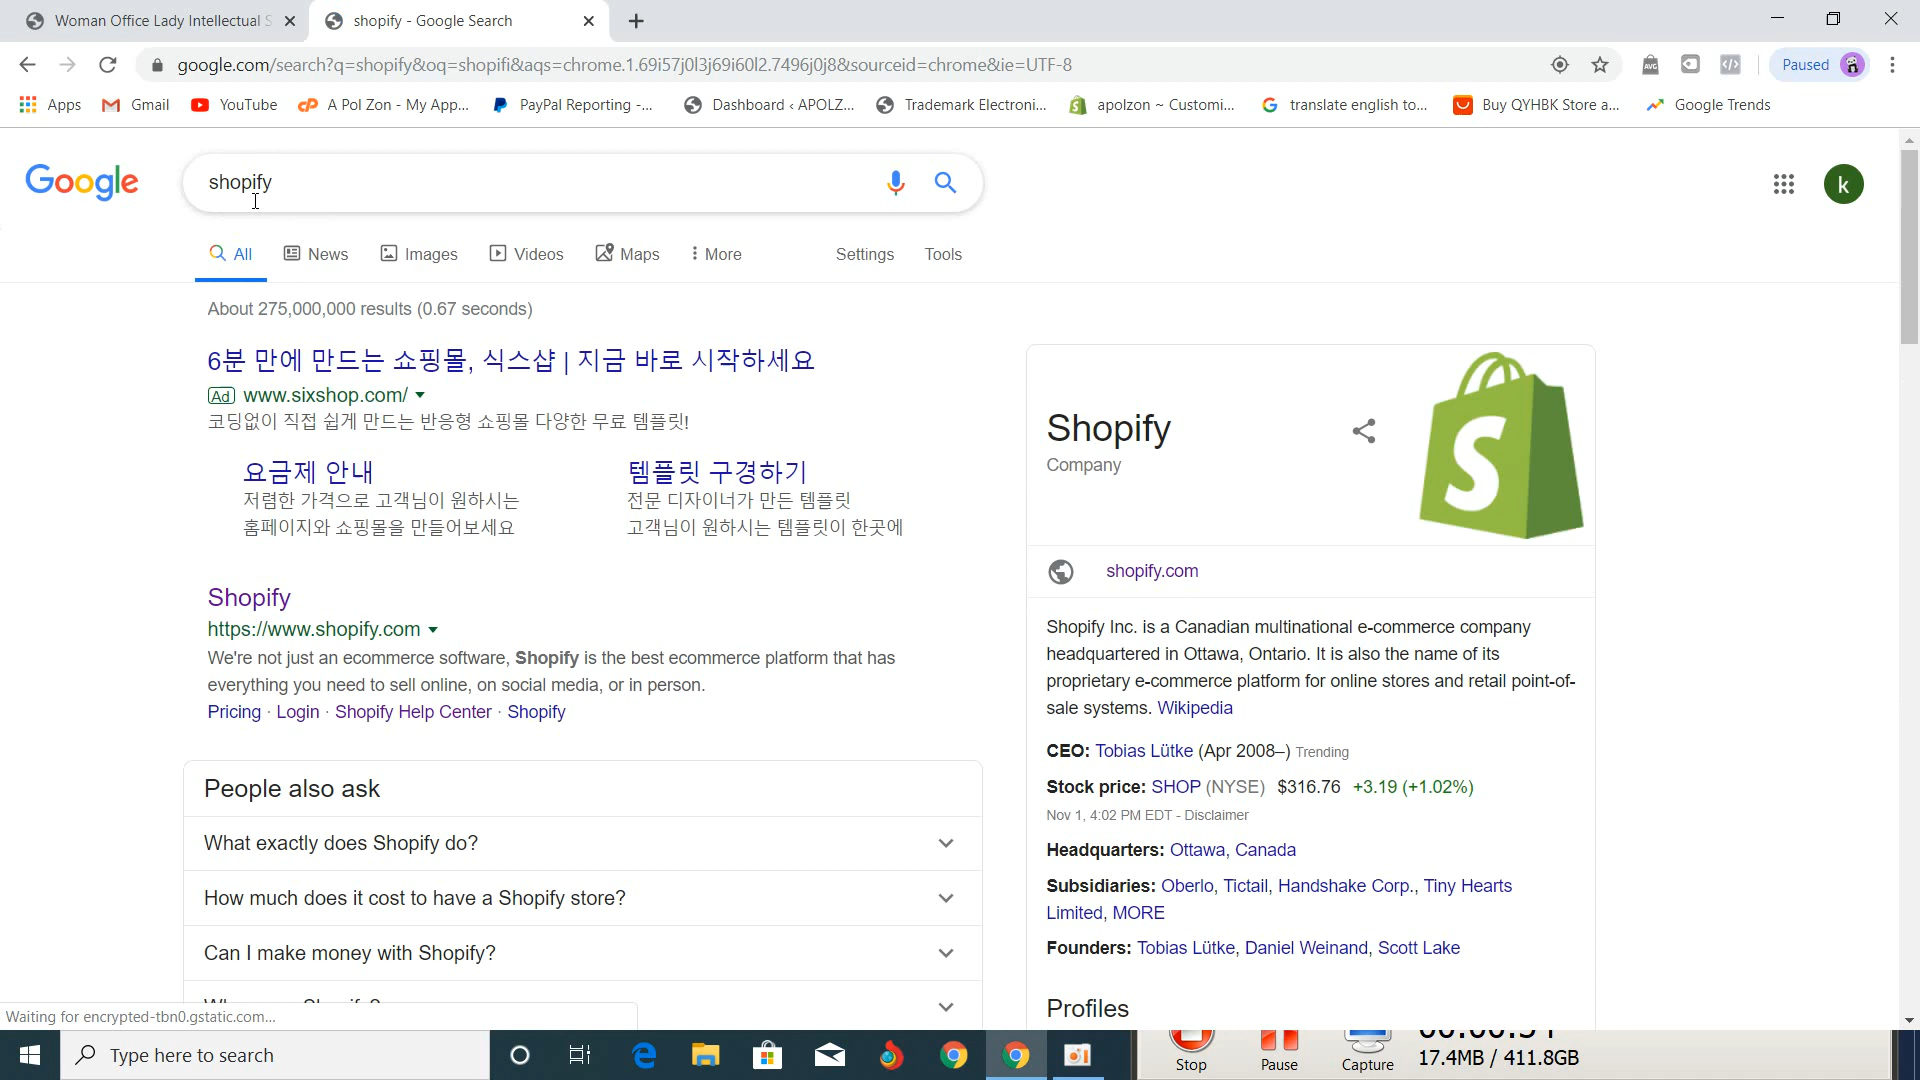 Woman Office Lady Intellectual S
shopify - Google Search
google.com/search?q=shopify&oq=shopifi&aqs=chrome.1.69i57j0l3j69i60l2.7496j0j8&sourceid=chrome&ie=UTF-8
Paused
Apps
Gmail
YouTube
A Pol Zon - My App...
PayPal Reporting -...
Dashboard ‹ APOLZ...
Trademark Electroni...
apolzon ~ Customi...
translate english to...
Buy QYHBK Store a...
Google Trends
Google
shopify
k
All
News
Images
Videos
Maps
More
Settings
Tools
About 275,000,000 results (0.67 seconds)
6분 만에 만드는 쇼핑몰, 식스샵 | 지금 바로 시작하세요
Ad www.sixshop.com/
코딩없이 직접 쉽게 만드는 반응형 쇼핑몰 다양한 무료 템플릿!
요금제 안내
저렴한 가격으로 고객님이 원하시는
홈페이지와 쇼핑몰을 만들어보세요
템플릿 구경하기
전문 디자이너가 만든 템플릿
고객님이 원하시는 템플릿이 한곳에
Shopify
https://www.shopify.com
We're not just an ecommerce software, Shopify is the best ecommerce platform that has
everything you need to sell online, on social media, or in person.
Pricing · Login · Shopify Help Center · Shopify
People also ask
What exactly does Shopify do?
How much does it cost to have a Shopify store?
Can I make money with Shopify?
Shopify
Company
shopify.com
Shopify Inc. is a Canadian multinational e-commerce company
headquartered in Ottawa, Ontario. It is also the name of its
proprietary e-commerce platform for online stores and retail point-of-
sale systems. Wikipedia
CEO: Tobias Lütke (Apr 2008–) Trending
Stock price: SHOP (NYSE) $316.76 +3.19 (+1.02%)
Nov 1, 4:02 PM EDT - Disclaimer
Headquarters: Ottawa, Canada
Subsidiaries: Oberlo, Tictail, Handshake Corp., Tiny Hearts
Limited, MORE
Founders: Tobias Lütke, Daniel Weinand, Scott Lake
Profiles
Waiting for encrypted-tbn0.gstatic.com...
Type here to search
Stop
Pause
Capture
17.4MB / 411.8GB